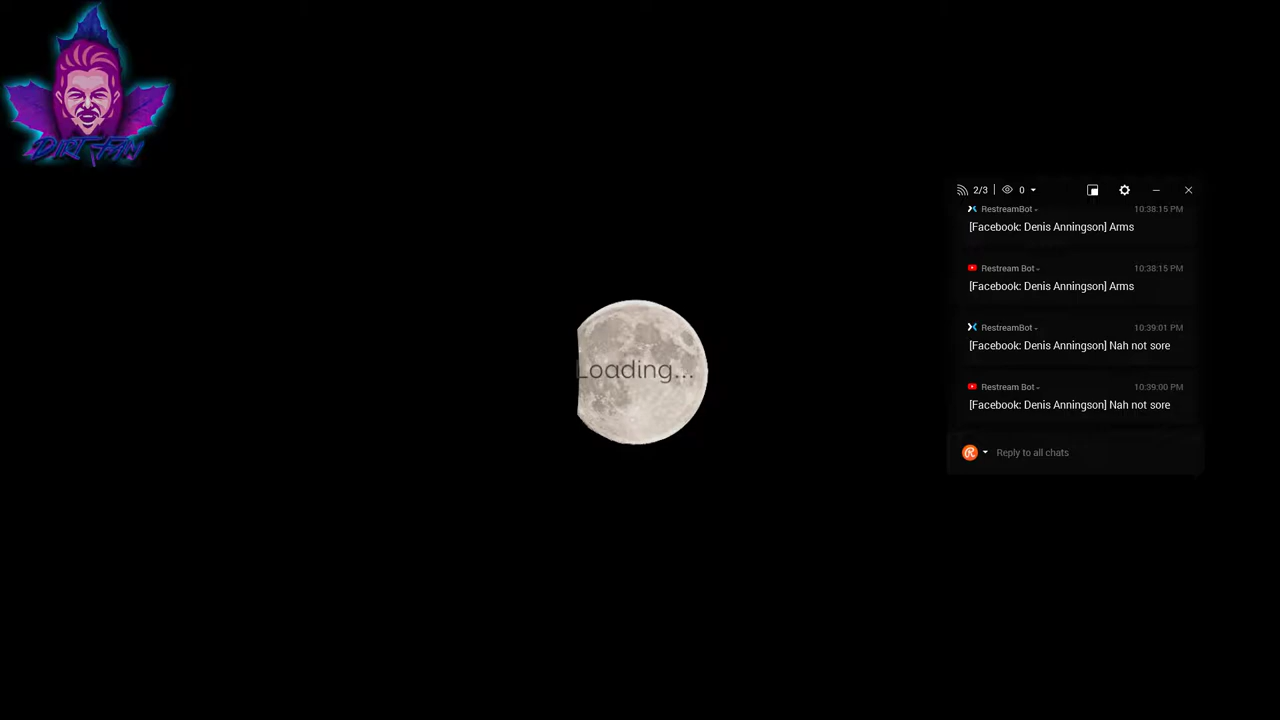 DIRT FAN
2/3 | 0
RestreamBot
10:38:15 PM
[Facebook: Denis Anningson] Arms
Restream Bot
10:38:15 PM
[Facebook: Denis Anningson] Arms
RestreamBot
10:39:01 PM
[Facebook: Denis Anningson] Nah not sore
Restream Bot
10:39:00 PM
[Facebook: Denis Anningson] Nah not sore
Reply to all chats
Loading...